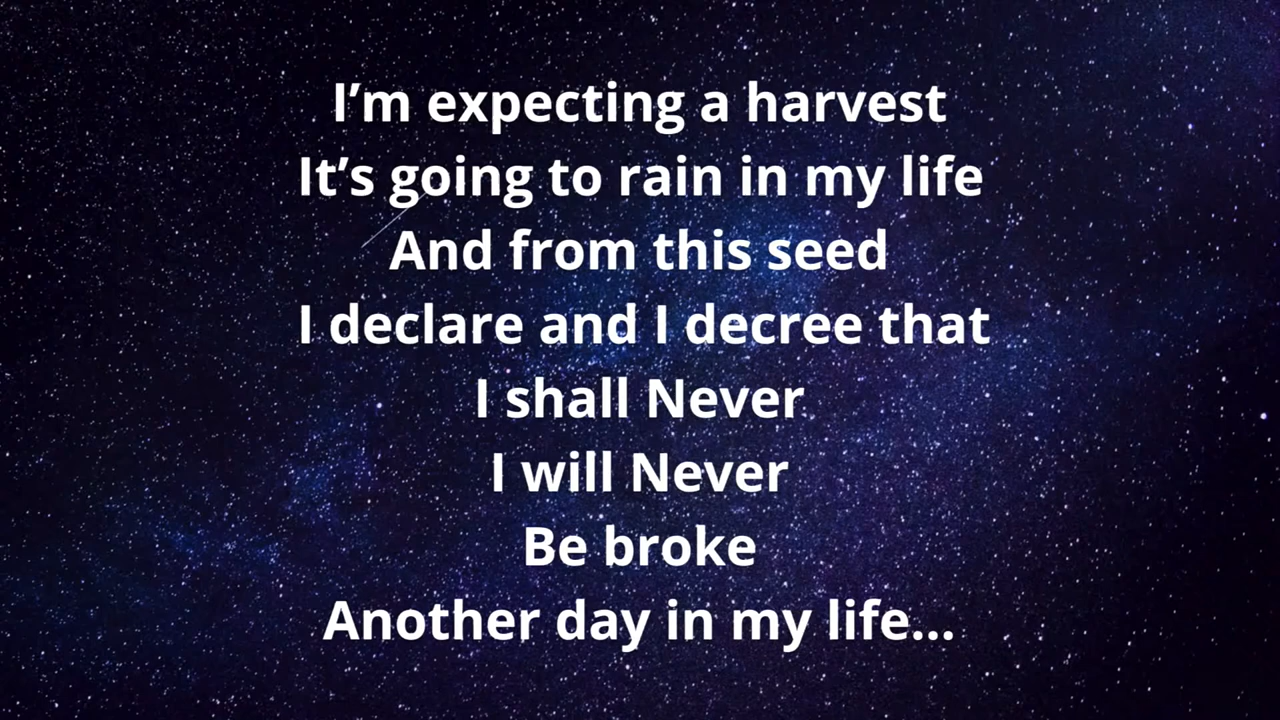 I’m expecting a harvest
It’s going to rain in my life
And from this seed
I declare and I decree that
I shall Never
I will Never
Be broke
Another day in my life...